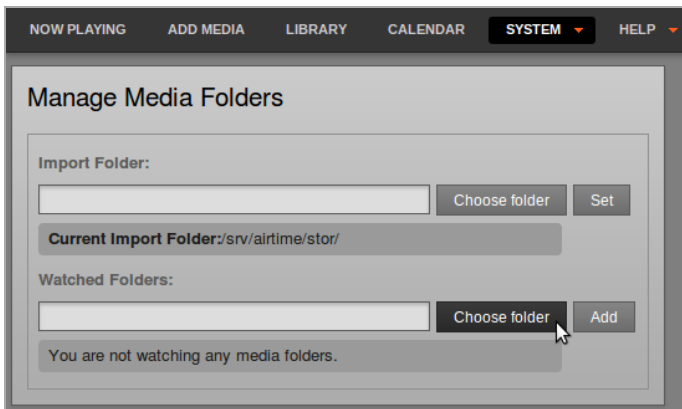 NOW PLAYING ADD MEDIA LIBRARY CALENDAR SYSTEM HELP
Manage Media Folders
Import Folder:
Choose folder Set
Current Import Folder:/srv/airtime/stor/
Watched Folders:
Choose folder Add
You are not watching any media folders.